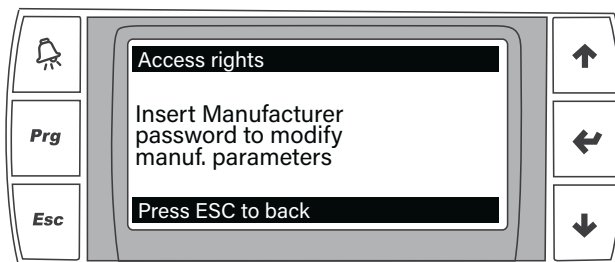 Access rights
Prg
Insert Manufacturer
password to modify
manuf. parameters
Esc
Press ESC to back